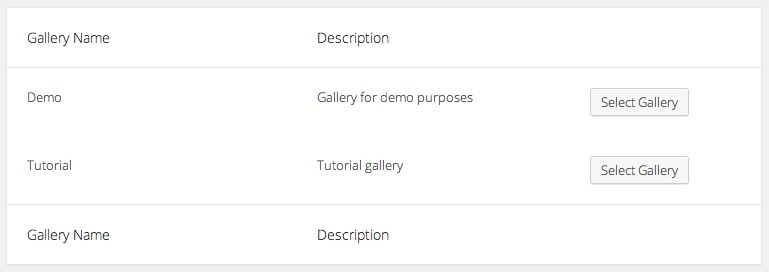 Gallery Name Description
Demo Gallery for demo purposes Select Gallery
Tutorial Tutorial gallery Select Gallery
Gallery Name Description